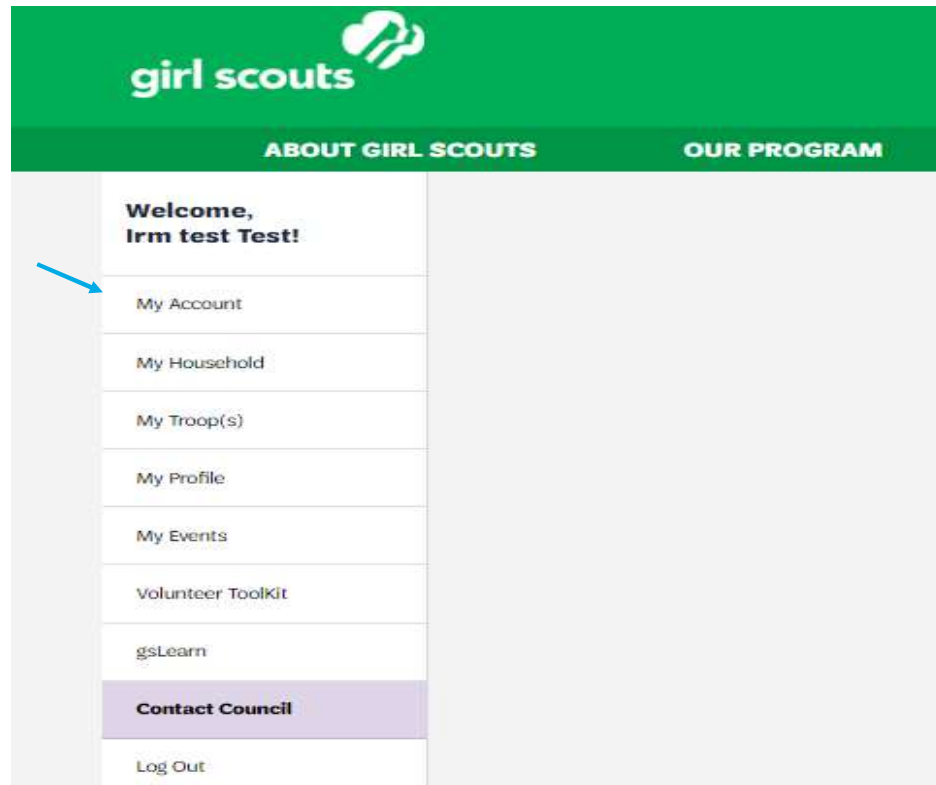 girl scouts
ABOUT GIRL SCOUTS OUR PROGRAM
Welcome,
Irm test Test!
My Account
My Household
My Troop(s)
My Profile
My Events
Volunteer ToolKit
gsLearn
Contact Council
Log Out